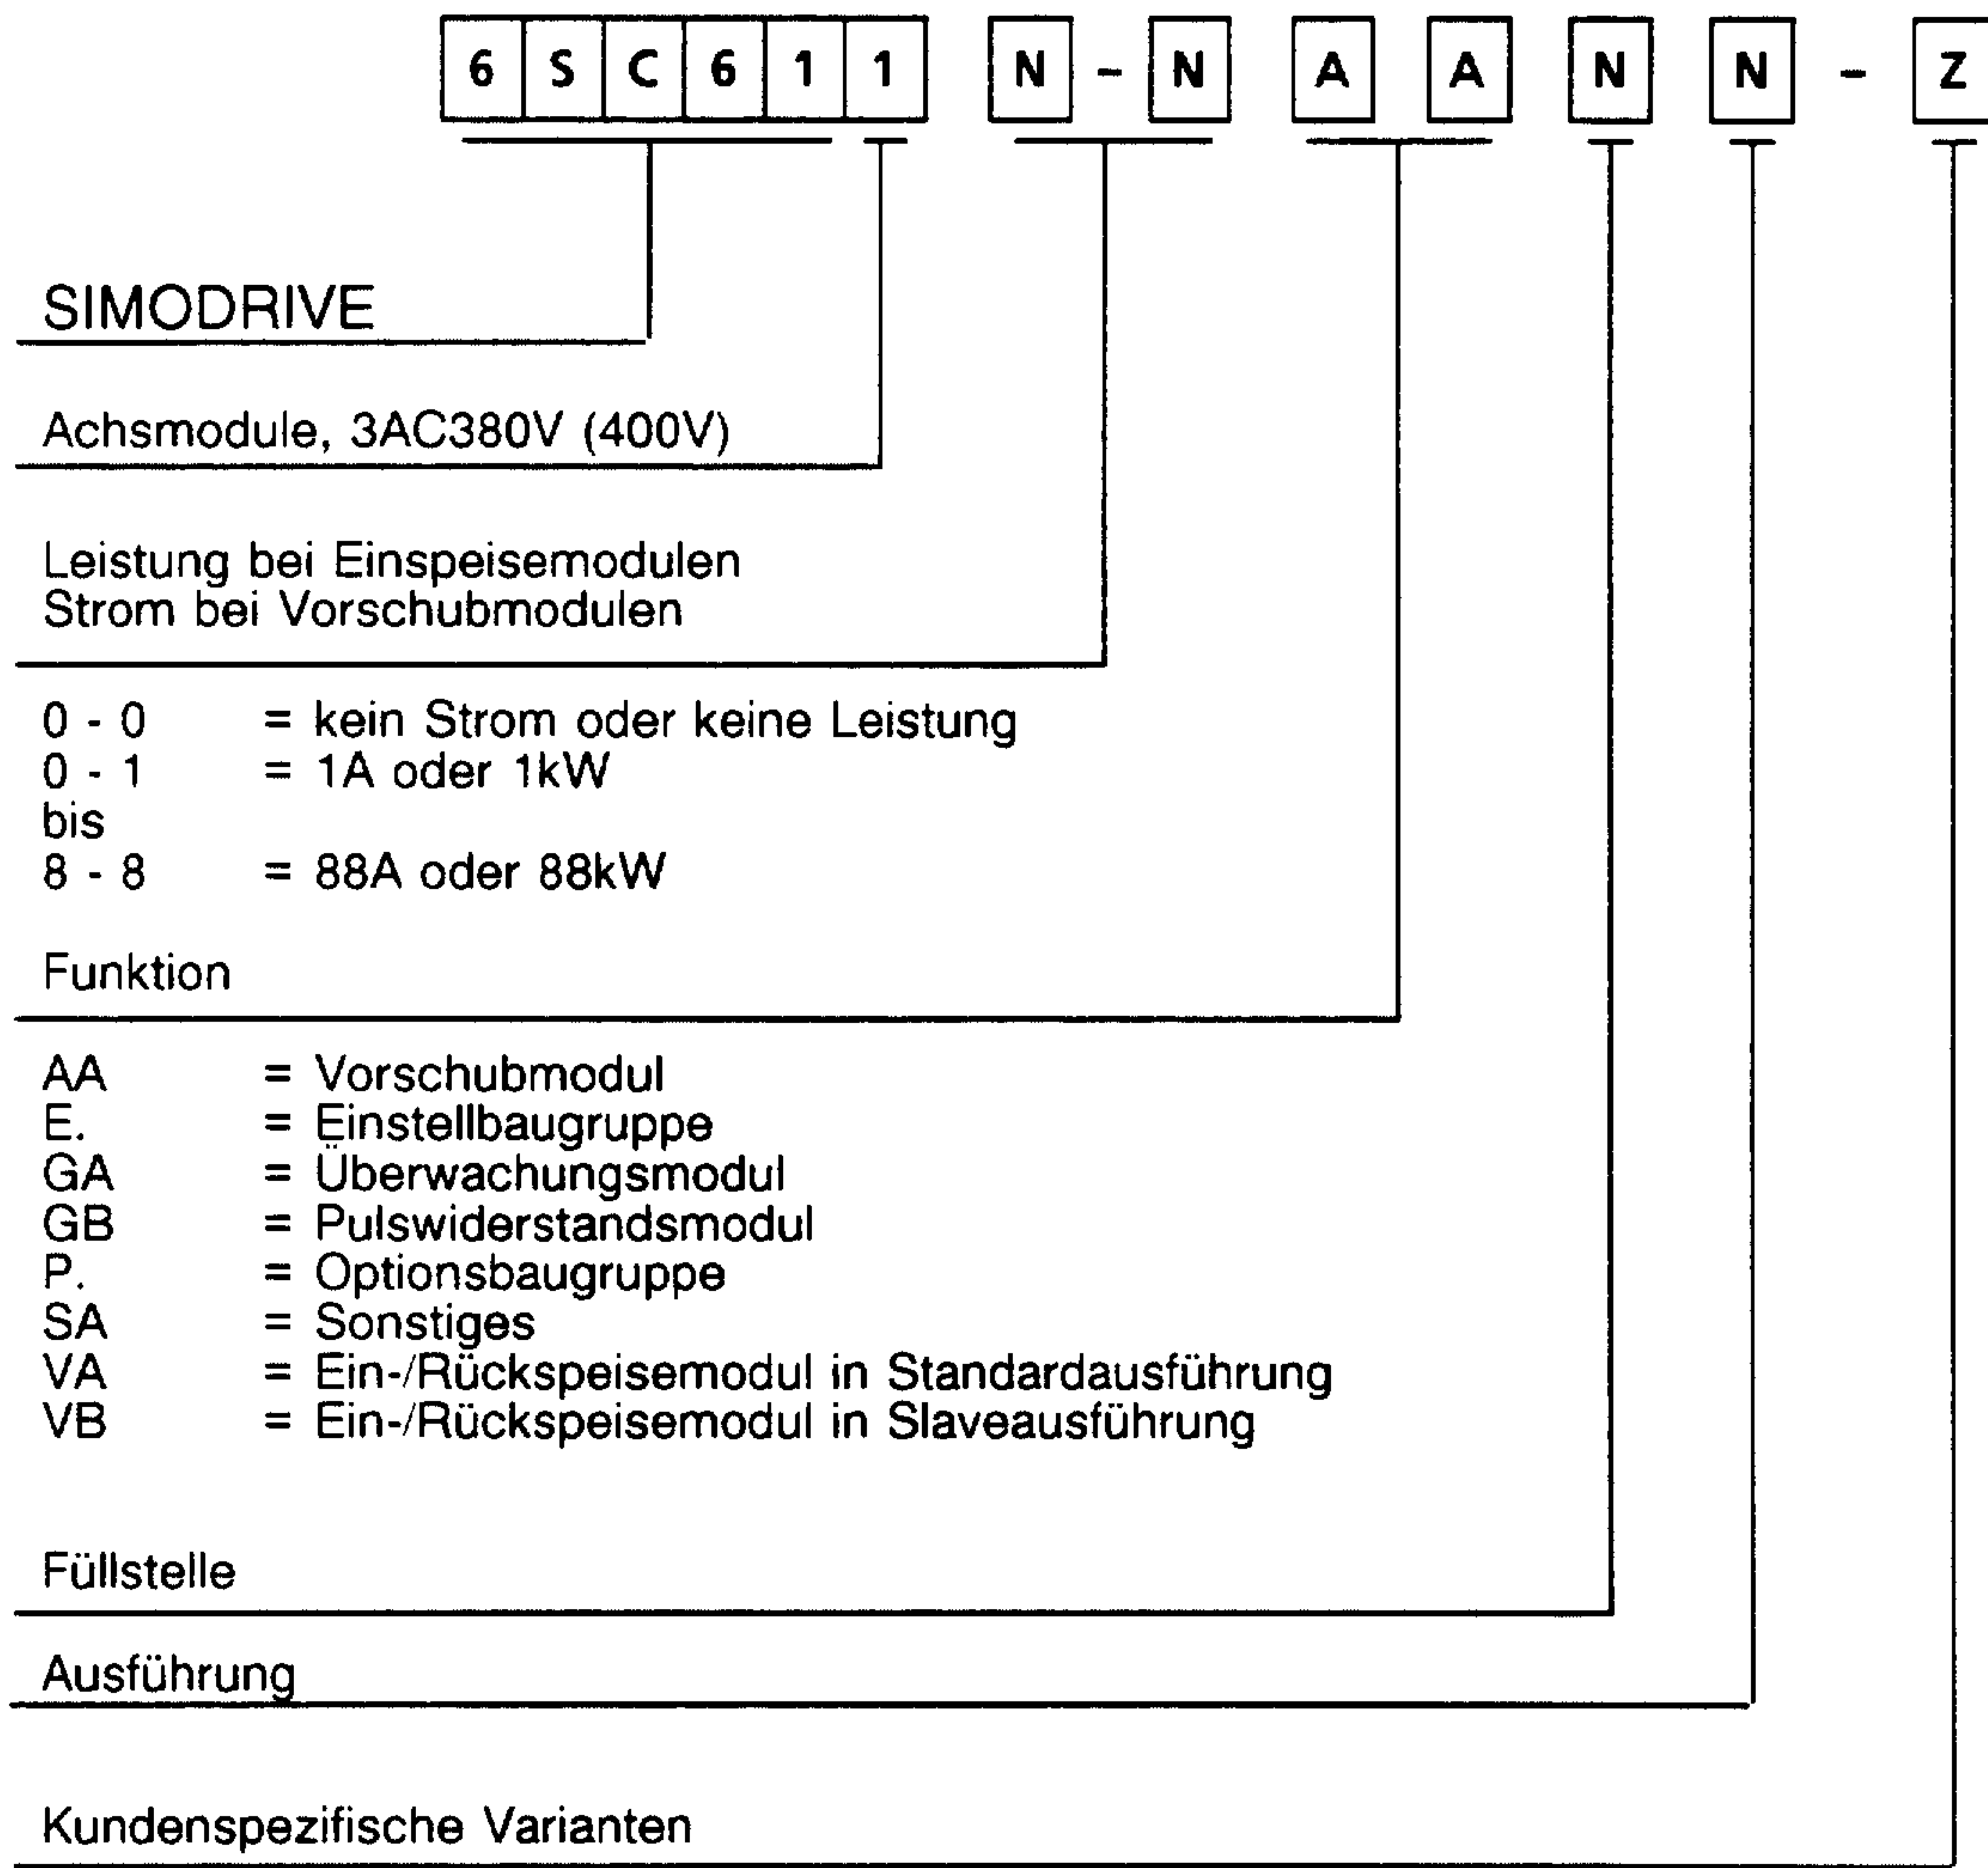 6 S C 6 1 1 N - N A A N N - Z
SIMODRIVE
Achsmodule, 3AC380V (400V)
Leistung bei Einspeisemodulen
Strom bei Vorschubmodulen
0 - 0 = kein Strom oder keine Leistung
0 - 1 = 1A oder 1kW
bis
8 - 8 = 88A oder 88kW
Funktion
AA = Vorschubmodul
E. = Einstellbaugruppe
GA = Überwachungsmodul
GB = Pulswiderstandsmodul
P. = Optionsbaugruppe
SA = Sonstiges
VA = Ein-/Rückspeisemodul in Standardausführung
VB = Ein-/Rückspeisemodul in Slaveausführung
Füllstelle
Ausführung
Kundenspezifische Varianten